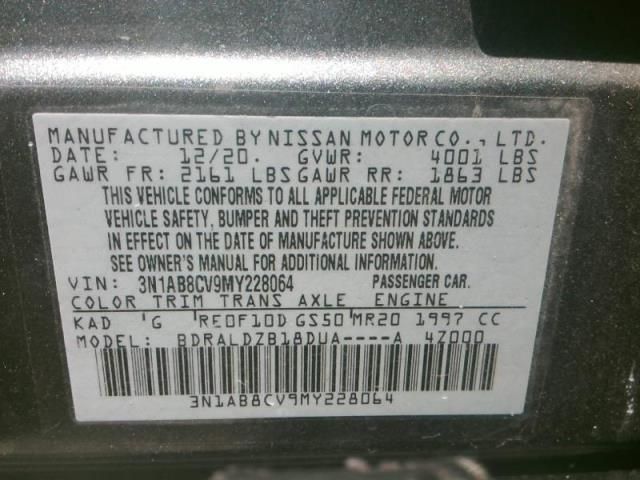 MANUFACTURED BY NISSAN MOTOR CO., LTD.
DATE: 12/20. GVWR: 4001 LBS
GAWR FR: 2161 LBS GAWR RR: 1863 LBS
THIS VEHICLE CONFORMS TO ALL APPLICABLE FEDERAL MOTOR
VEHICLE SAFETY, BUMPER AND THEFT PREVENTION STANDARDS
IN EFFECT ON THE DATE OF MANUFACTURE SHOWN ABOVE.
SEE OWNER'S MANUAL FOR ADDITIONAL INFORMATION.
VIN: 3N1AB8CV9MY228064 PASSENGER CAR.
COLOR TRIM TRANS AXLE ENGINE
KAD G RE0F10D GS50 MR20 1997 CC
MODEL: BDRALDZB18DUA----A 4Z000
3N1AB8CV9MY228064